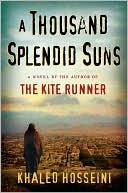 A THOUSAND
SPLENDID SUNS
A NOVEL BY THE AUTHOR OF
THE KITE RUNNER
KHALED HOSSEINI